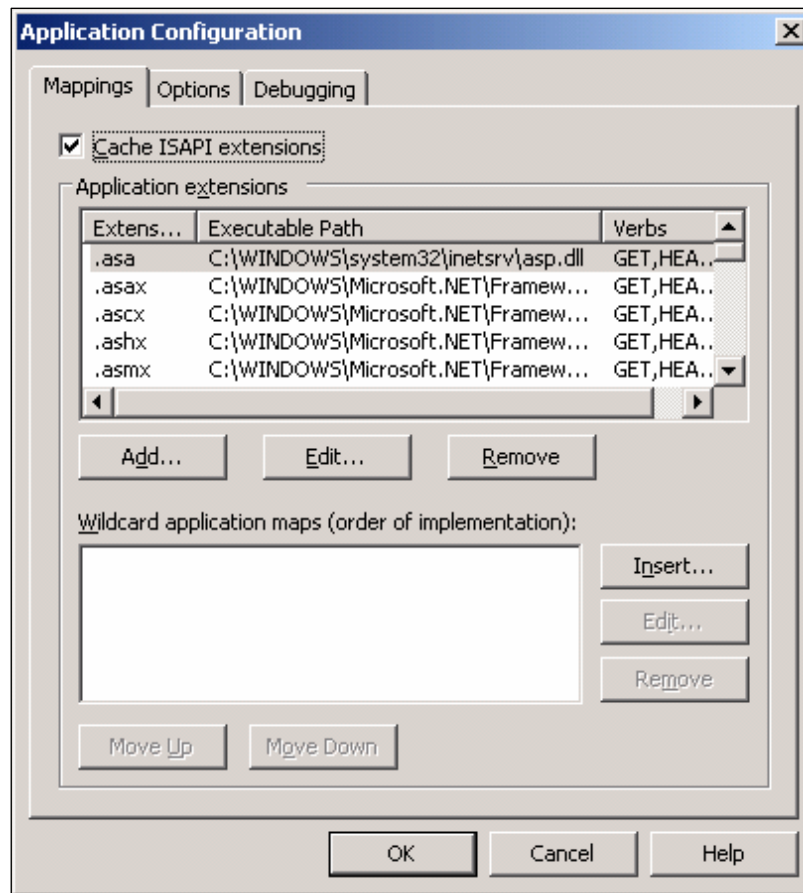 Application Configuration
Mappings Options Debugging
Cache ISAPI extensions
Application extensions
Extens... Executable Path Verbs
.asa C:\WINDOWS\system32\inetsrv\asp.dll GET,HEA..
.asax C:\WINDOWS\Microsoft.NET\Framew... GET,HEA..
.ascx C:\WINDOWS\Microsoft.NET\Framew... GET,HEA..
.ashx C:\WINDOWS\Microsoft.NET\Framew... GET,HEA..
.asmx C:\WINDOWS\Microsoft.NET\Framew... GET,HEA..
Add... Edit... Remove
Wildcard application maps (order of implementation):
Insert...
Edit...
Remove
Move Up Move Down
OK Cancel Help